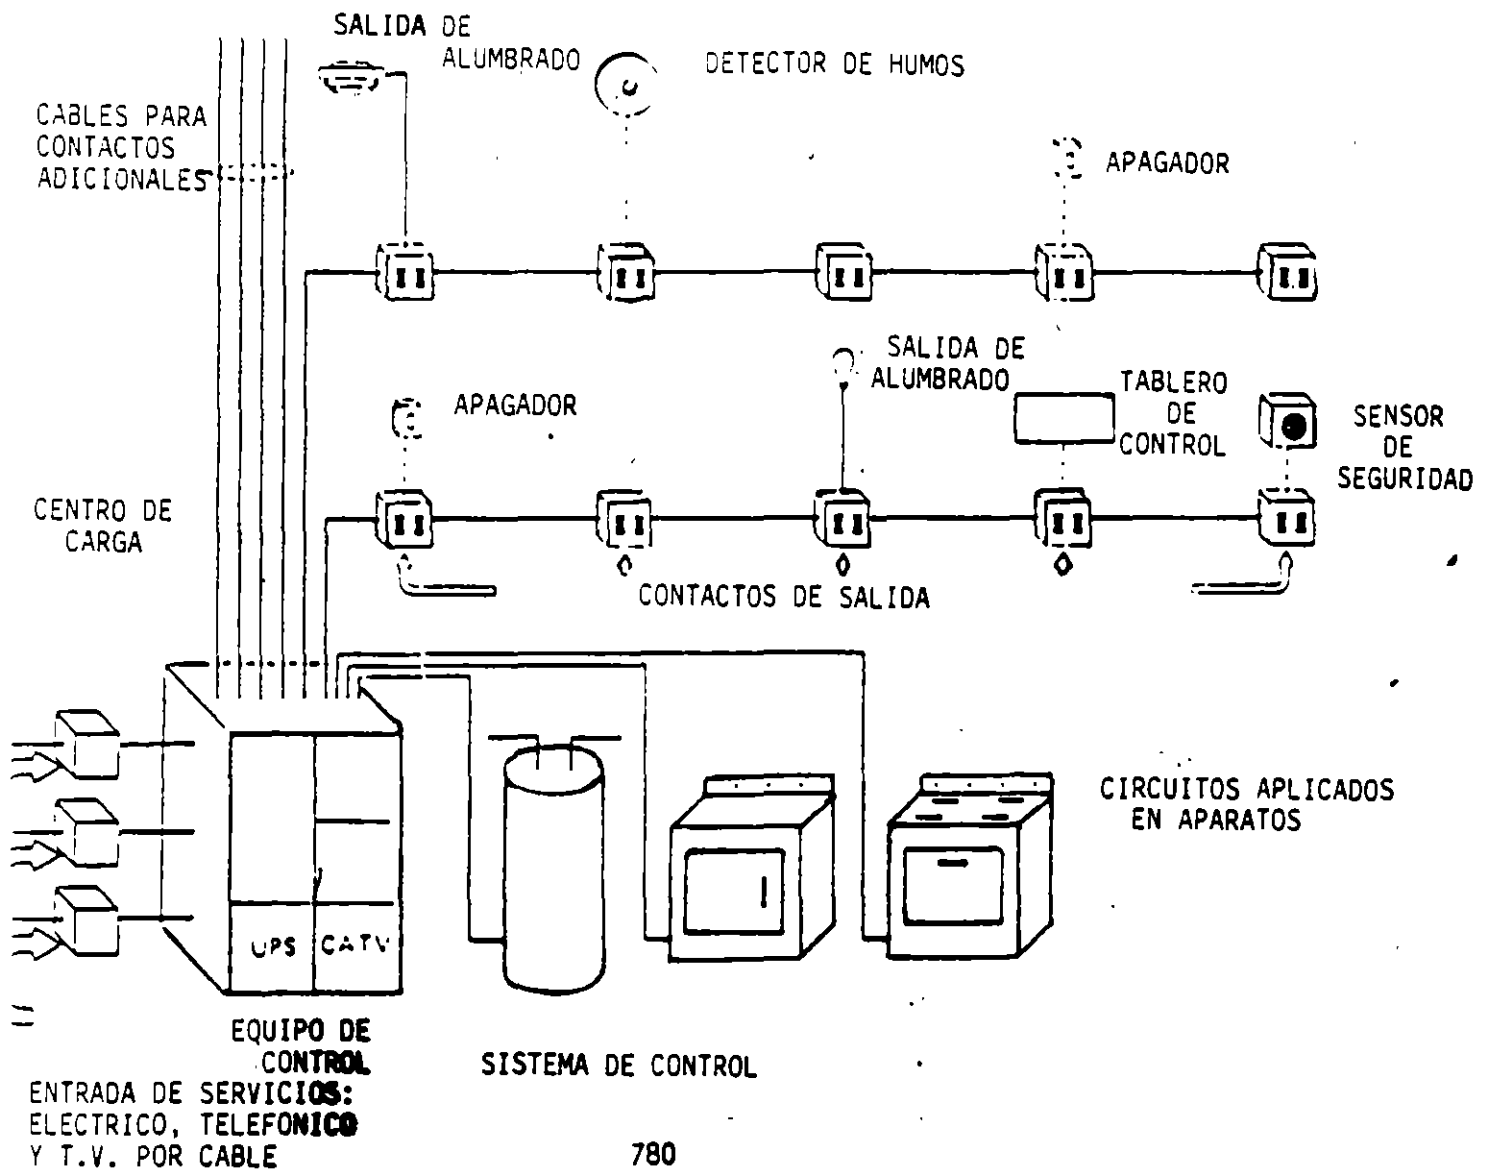 SALIDA DE
ALUMBRADO
DETECTOR DE HUMOS
CABLES PARA
CONTACTOS
ADICIONALES
APAGADOR
SALIDA DE
ALUMBRADO
TABLERO
DE
CONTROL
APAGADOR
SENSOR
DE
SEGURIDAD
CENTRO DE
CARGA
CONTACTOS DE SALIDA
CIRCUITOS APLICADOS
EN APARATOS
UPS
CATV
EQUIPO DE
CONTROL
SISTEMA DE CONTROL
ENTRADA DE SERVICIOS:
ELECTRICO, TELEFONICO
Y T.V. POR CABLE
780